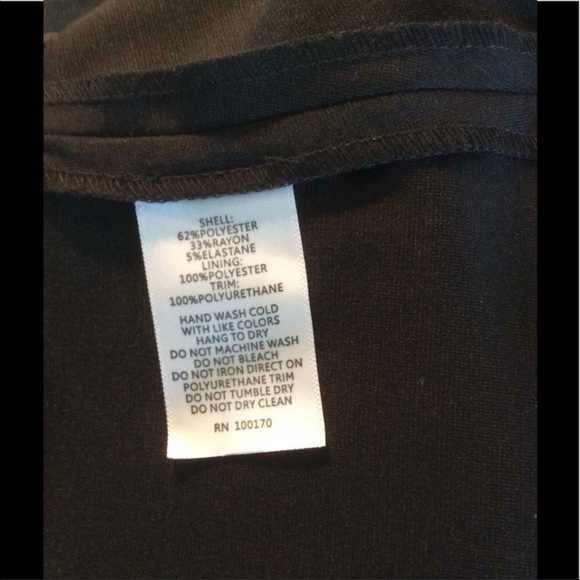 SHELL:
62%POLYESTER
33%RAYON
5%ELASTANE
LINING:
100%POLYESTER
TRIM:
100%POLYURETHANE
HAND WASH COLD
WITH LIKE COLORS
HANG TO DRY
DO NOT MACHINE WASH
DO NOT BLEACH
DO NOT IRON DIRECT ON
POLYURETHANE TRIM
DO NOT TUMBLE DRY
DO NOT DRY CLEAN
RN 100170